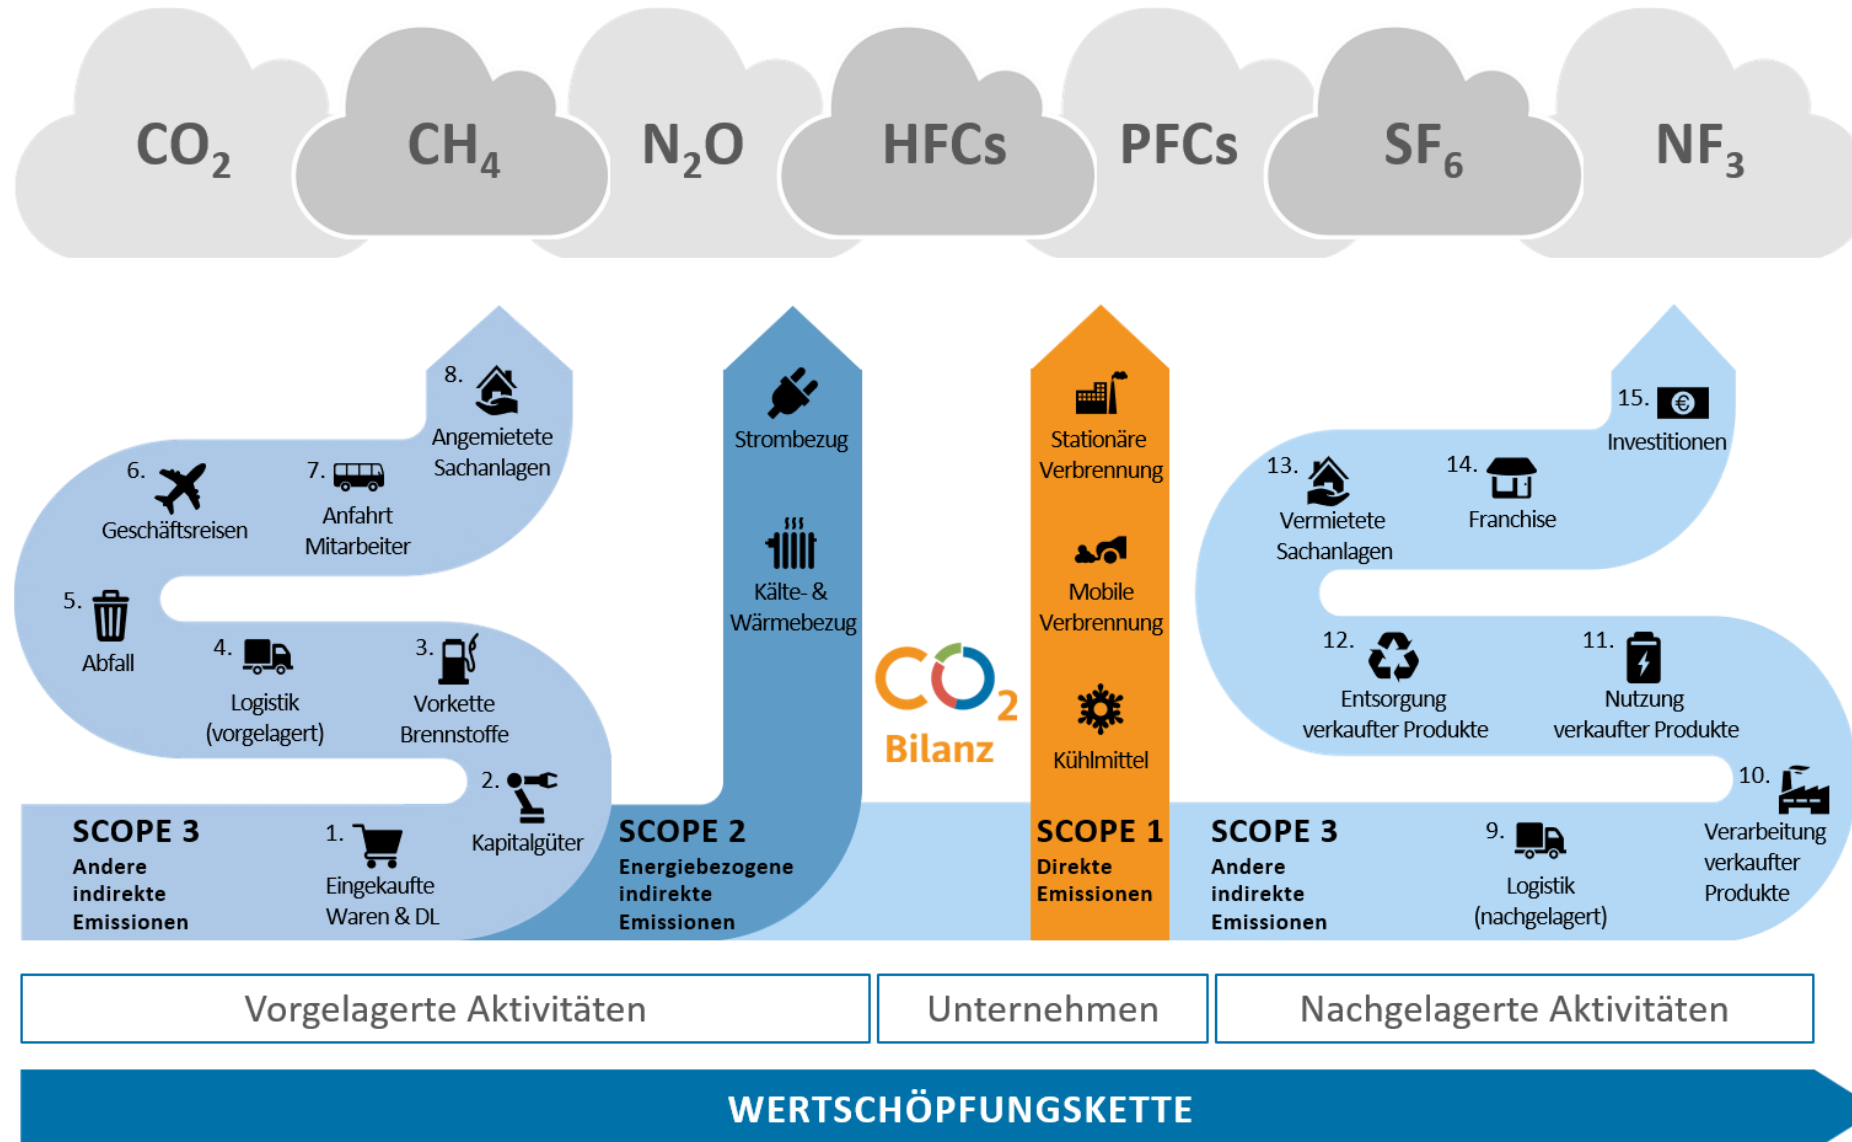 CO₂
CH₄
N₂O
HFCs
PFCs
SF₆
NF₃
8.
Angemietete
Sachanlagen
6.
Geschäftsreisen
7.
Anfahrt
Mitarbeiter
5.
Abfall
4.
Logistik
(vorgelagert)
3.
Vorkette
Brennstoffe
2.
Kapitalgüter
SCOPE 3
Andere
indirekte
Emissionen
1.
Eingekaufte
Waren & DL
Strombezug
Kälte- &
Wärmebezug
SCOPE 2
Energiebezogene
indirekte
Emissionen
CO₂
Bilanz
Stationäre
Verbrennung
Mobile
Verbrennung
Kühlmittel
SCOPE 1
Direkte
Emissionen
15.
€
Investitionen
13.
Vermietete
Sachanlagen
14.
Franchise
12.
Entsorgung
verkaufter Produkte
11.
Nutzung
verkaufter Produkte
10.
Verarbeitung
verkaufter
Produkte
SCOPE 3
Andere
indirekte
Emissionen
9.
Logistik
(nachgelagert)
Vorgelagerte Aktivitäten
Unternehmen
Nachgelagerte Aktivitäten
WERTSCHÖPFUNGSKETTE